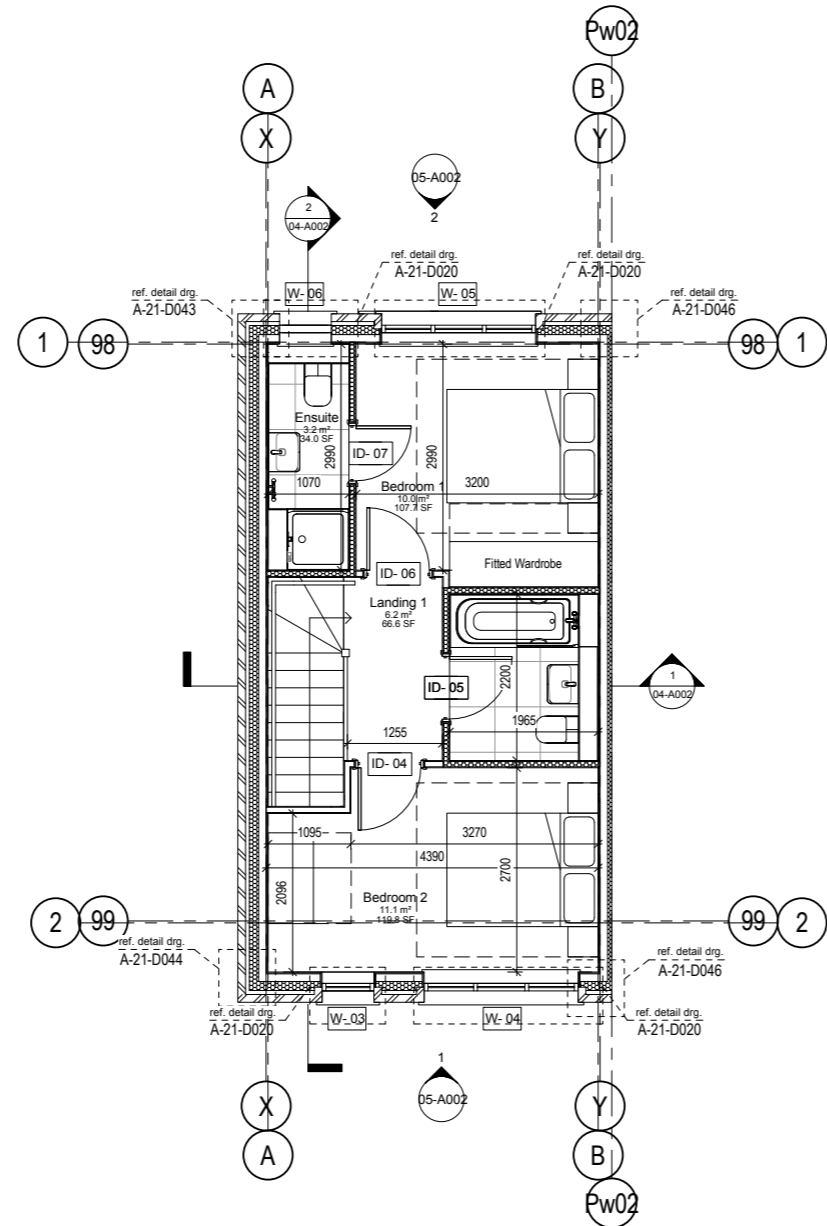 Pw02
A
B
X
Y
05-A002
2
2
04-A002
ref. detail drg.
A-21-D020
ref. detail drg.
A-21-D020
ref. detail drg.
A-21-D043
W- 06
W- 05
ref. detail drg.
A-21-D046
1
98
98
1
Ensuite
3.2 m²
34.0 SF
2990
ID- 07
2990
1070
Bedroom 1
10.0 m²
107.7 SF
3200
Fitted Wardrobe
ID- 06
Landing 1
6.2 m²
66.6 SF
ID- 05
2200
1
04-A002
1965
1255
ID- 04
1095
3270
4390
2700
2096
Bedroom 2
11.1 m²
119.8 SF
2
99
99
2
ref. detail drg.
A-21-D044
ref. detail drg.
A-21-D046
ref. detail drg.
A-21-D020
W- 03
W- 04
ref. detail drg.
A-21-D020
1
05-A002
X
Y
A
B
Pw02